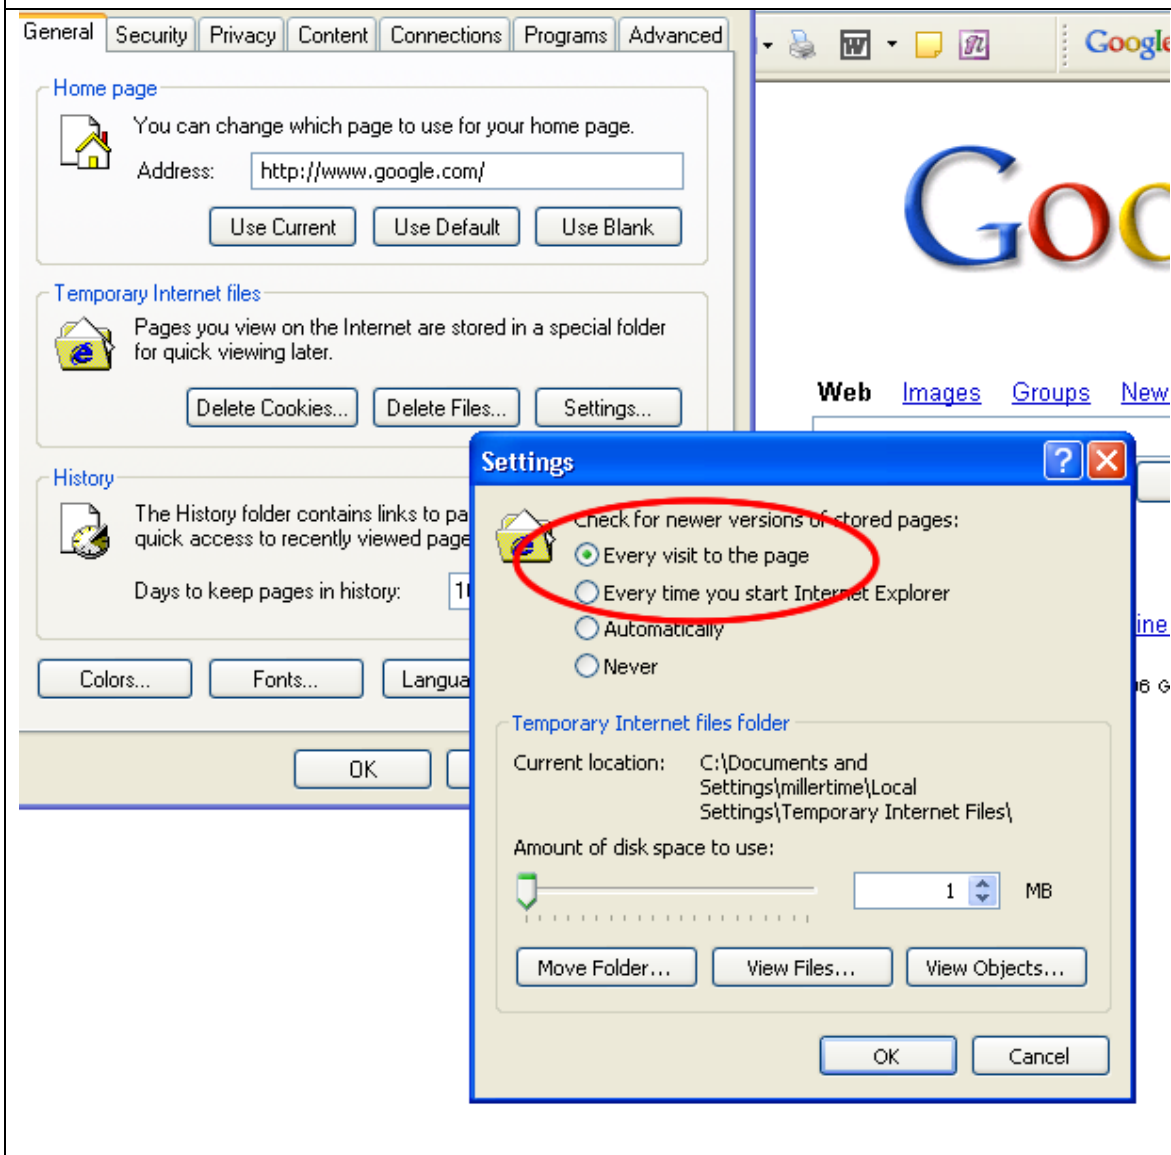 General Security Privacy Content Connections Programs Advanced
Google
Home page
You can change which page to use for your home page.
Address: http://www.google.com/
Use Current Use Default Use Blank
Goo
Temporary Internet files
Pages you view on the Internet are stored in a special folder
for quick viewing later.
Delete Cookies... Delete Files... Settings...
Web Images Groups New
History
The History folder contains links to pa
quick access to recently viewed page
Days to keep pages in history:
Colors... Fonts... Langua
OK
ine
Settings
Check for newer versions of stored pages:
Every visit to the page
Every time you start Internet Explorer
Automatically
Never
Temporary Internet files folder
Current location: C:\Documents and
Settings\millertime\Local
Settings\Temporary Internet Files\
Amount of disk space to use:
1 MB
Move Folder... View Files... View Objects...
OK Cancel